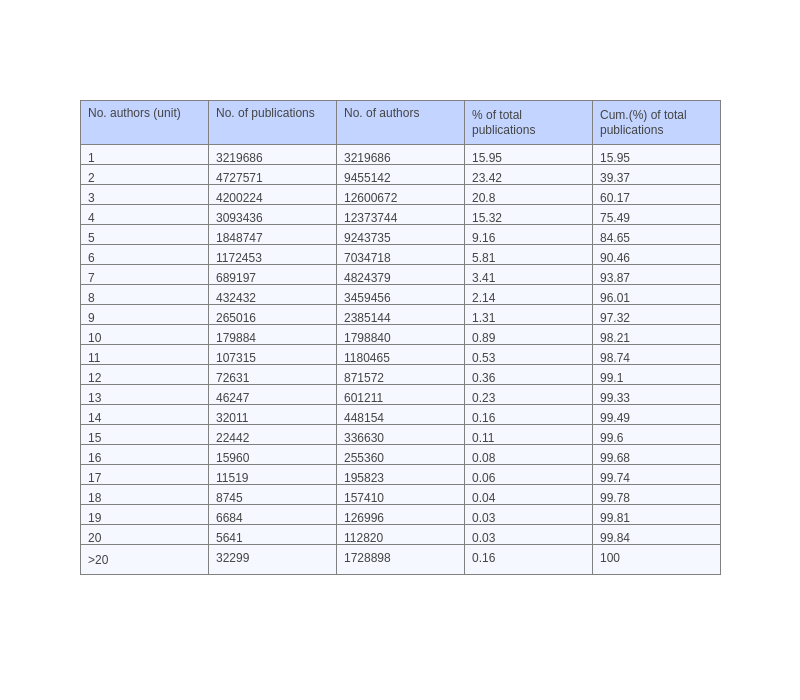 No. authors (unit) No. of publications No. of authors % of total publications Cum.(%) of total publications
1 3219686 3219686 15.95 15.95
2 4727571 9455142 23.42 39.37
3 4200224 12600672 20.8 60.17
4 3093436 12373744 15.32 75.49
5 1848747 9243735 9.16 84.65
6 1172453 7034718 5.81 90.46
7 689197 4824379 3.41 93.87
8 432432 3459456 2.14 96.01
9 265016 2385144 1.31 97.32
10 179884 1798840 0.89 98.21
11 107315 1180465 0.53 98.74
12 72631 871572 0.36 99.1
13 46247 601211 0.23 99.33
14 32011 448154 0.16 99.49
15 22442 336630 0.11 99.6
16 15960 255360 0.08 99.68
17 11519 195823 0.06 99.74
18 8745 157410 0.04 99.78
19 6684 126996 0.03 99.81
20 5641 112820 0.03 99.84
>20 32299 1728898 0.16 100